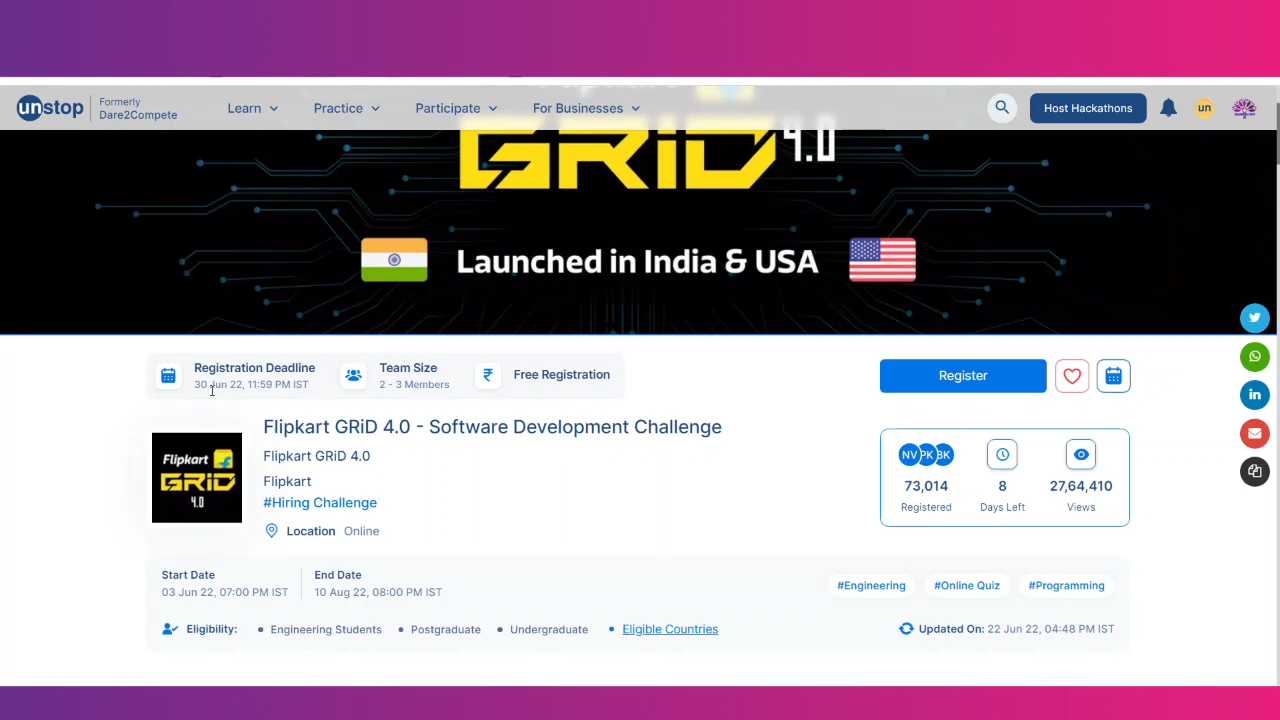 unstop
Formerly
Dare2Compete
Learn
Practice
Participate
For Businesses
Host Hackathons
un
GRiD 4.0
Launched in India & USA
Registration Deadline
30 Jun 22, 11:59 PM IST
Team Size
2 - 3 Members
Free Registration
Register
Flipkart
GRiD
4.0
Flipkart GRiD 4.0 - Software Development Challenge
Flipkart GRiD 4.0
Flipkart
#Hiring Challenge
Location Online
NV PK BK
73,014
Registered
8
Days Left
27,64,410
Views
Start Date
03 Jun 22, 07:00 PM IST
End Date
10 Aug 22, 08:00 PM IST
#Engineering
#Online Quiz
#Programming
Eligibility: • Engineering Students • Postgraduate • Undergraduate • Eligible Countries
Updated On: 22 Jun 22, 04:48 PM IST